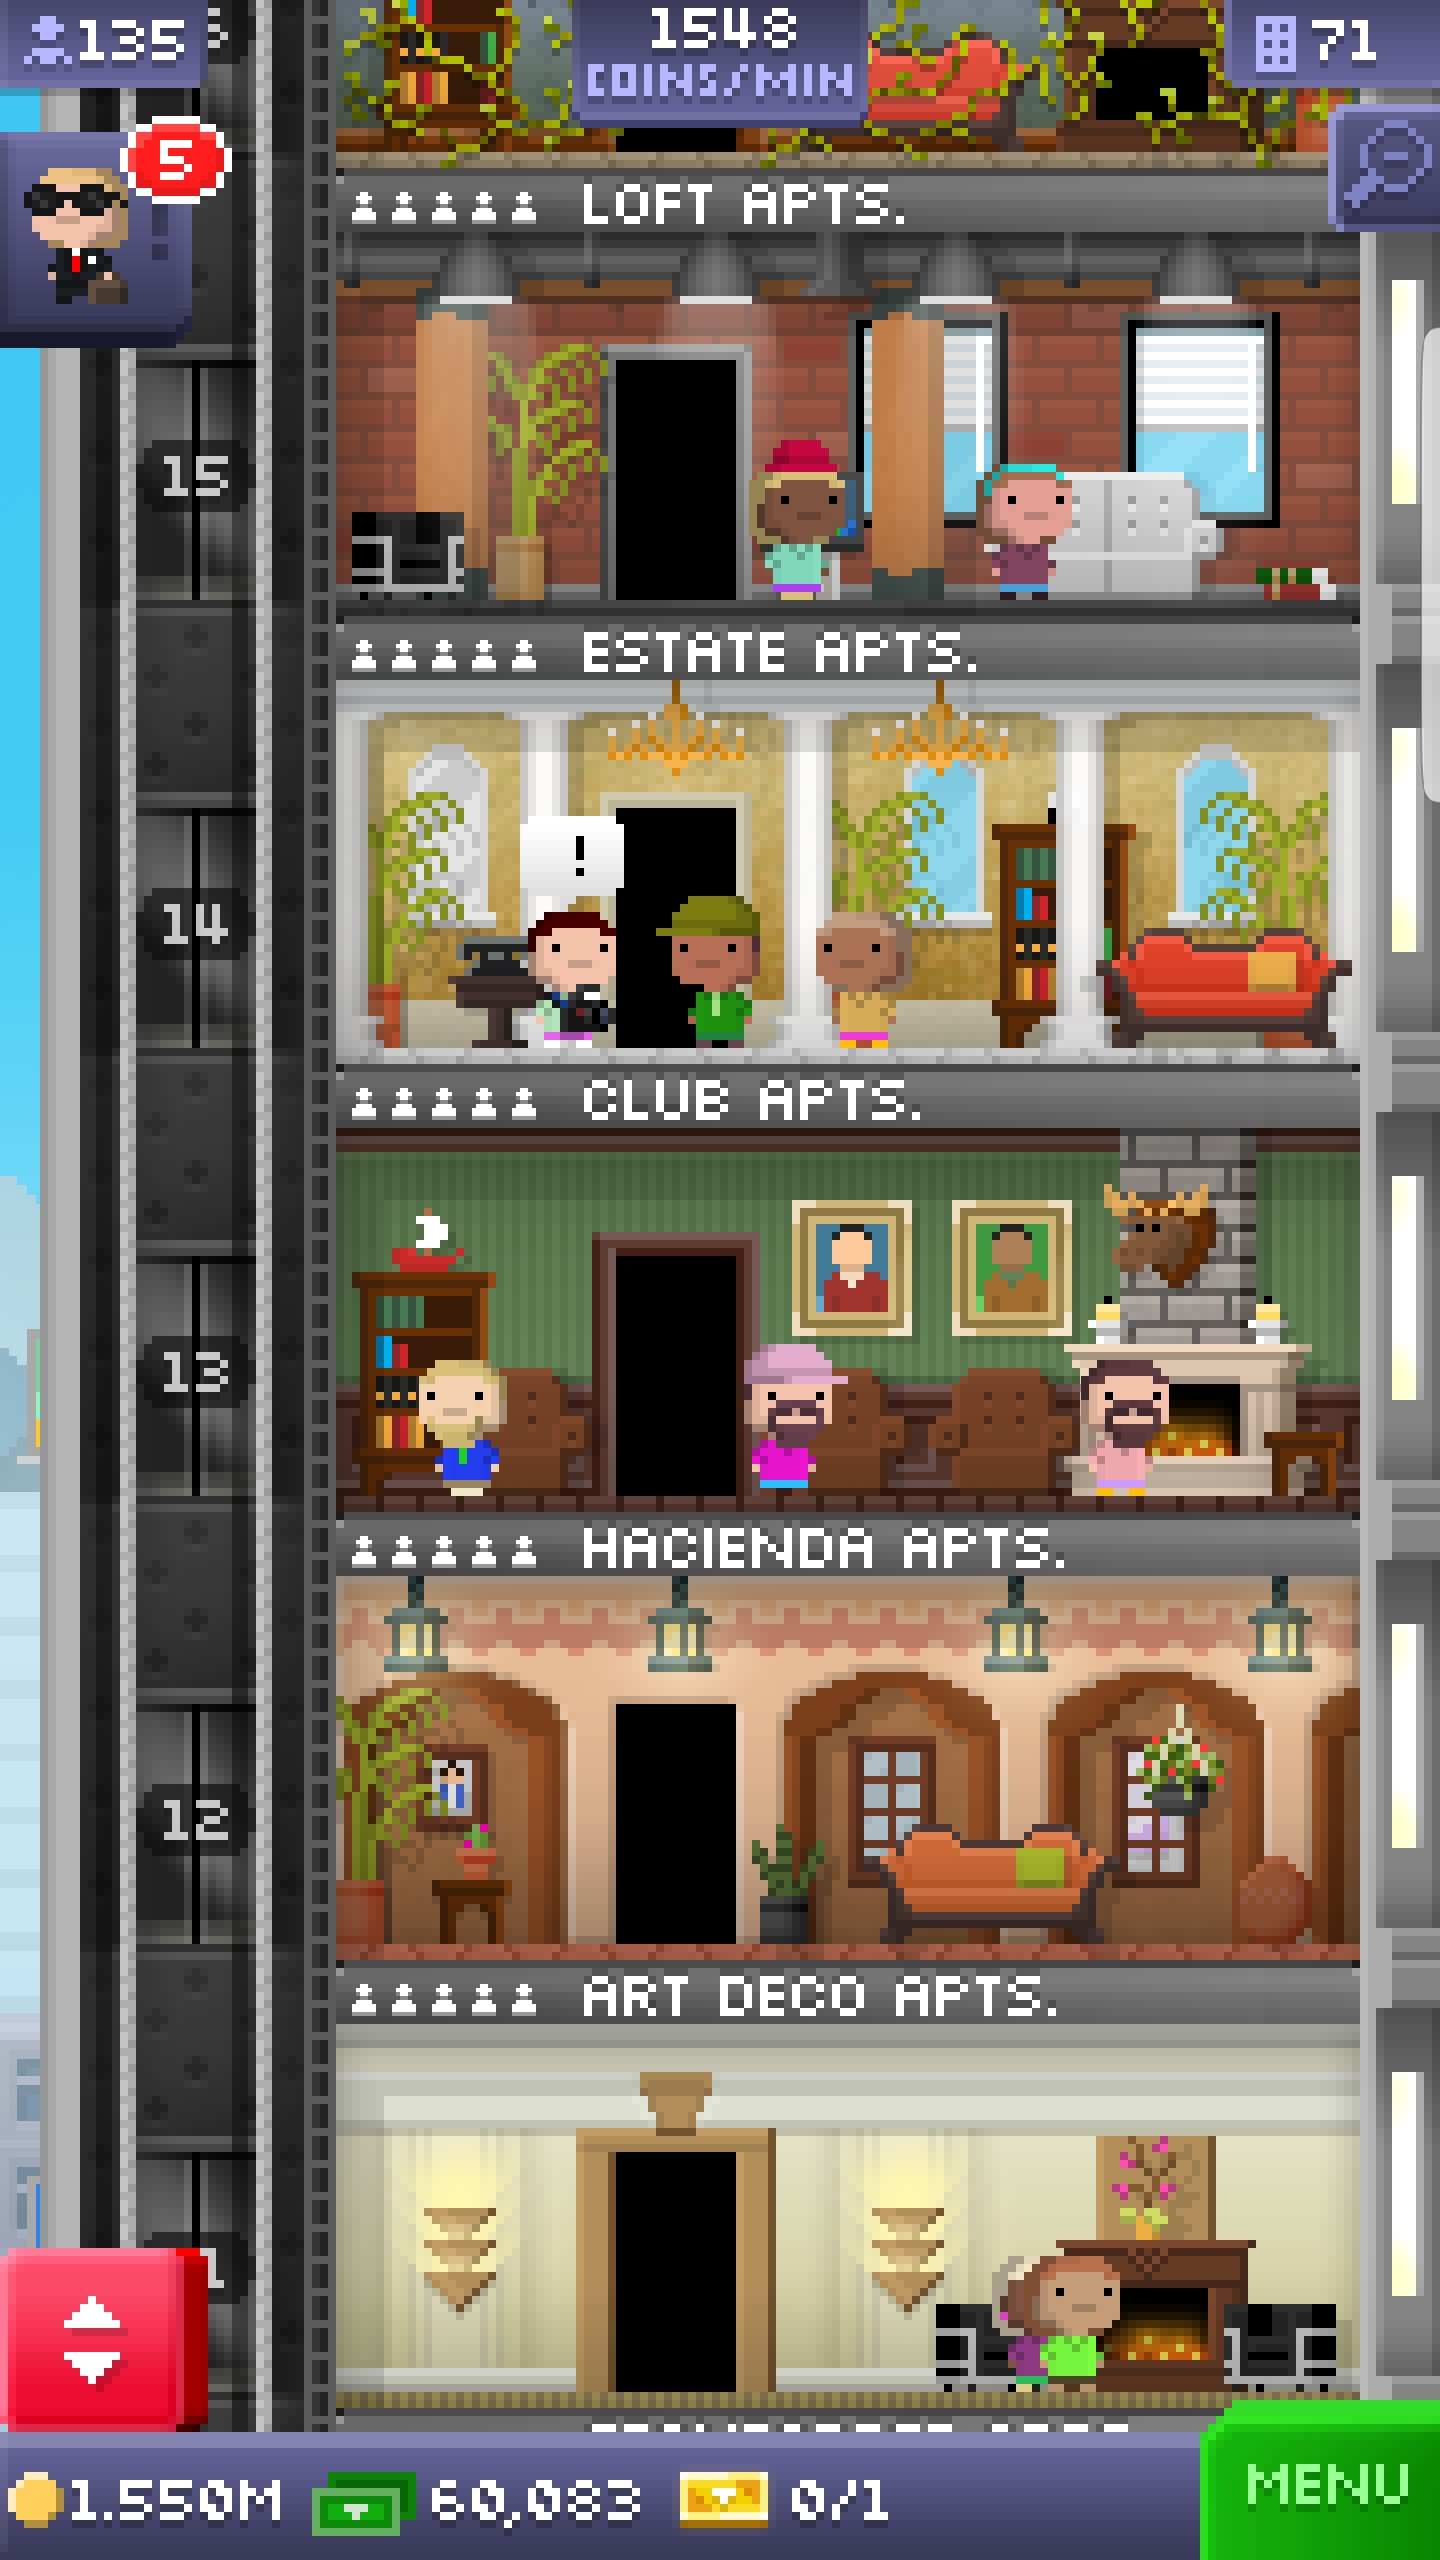 135
1548
COINS/MIN
71
5
LOFT APTS.
15
ESTATE APTS.
14
!
CLUB APTS.
13
HACIENDA APTS.
12
ART DECO APTS.
1.550M
60,083
0/1
MENU